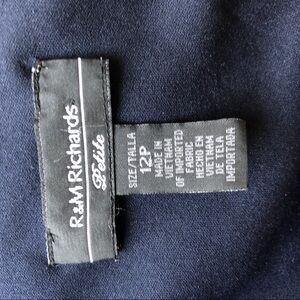 R&M Richards
Petite
SIZE/TALLA
12P
MADE IN
VIETNAM
OF IMPORTED
FABRIC
HECHO EN
VIETNAM
DE TELA
IMPORTADA